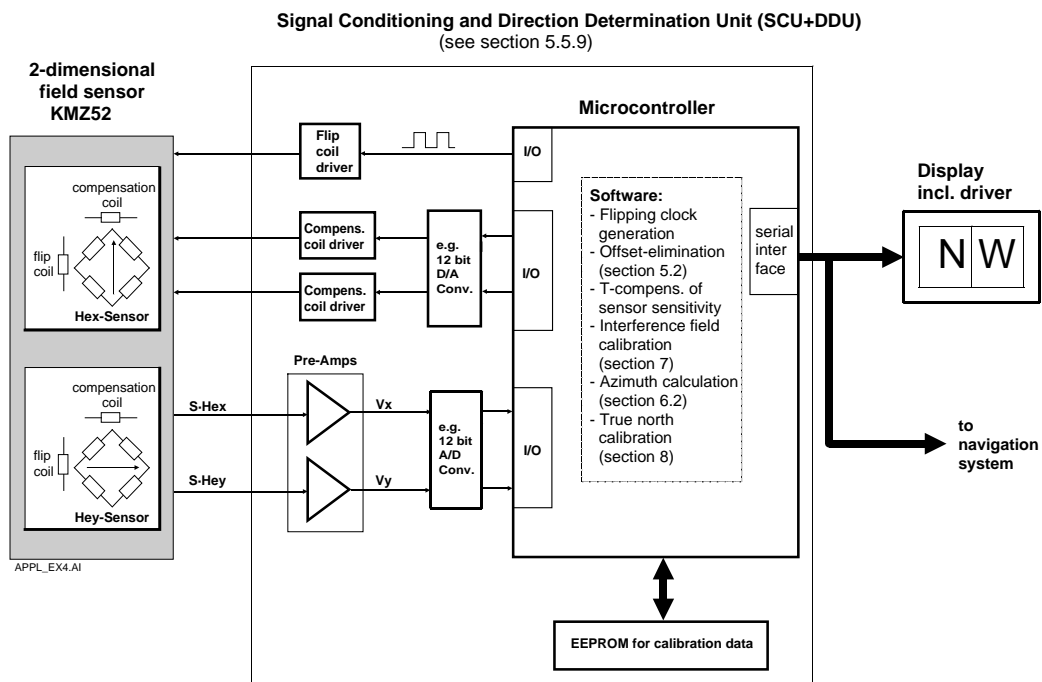 Signal Conditioning and Direction Determination Unit (SCU+DDU)
(see section 5.5.9)
2-dimensional
field sensor
KMZ52
compensation
coil
flip
coil
Hex-Sensor
compensation
coil
flip
coil
Hey-Sensor
APPL_EX4.AI
Flip
coil
driver
Compens.
coil driver
Compens.
coil driver
e.g.
12 bit
D/A
Conv.
Pre-Amps
S·Hex
S·Hey
Vx
Vy
e.g.
12 bit
A/D
Conv.
Microcontroller
I/O
I/O
I/O
Software:
- Flipping clock
generation
- Offset-elimination
(section 5.2)
- T-compens. of
sensor sensitivity
- Interference field
calibration
(section 7)
- Azimuth calculation
(section 6.2)
- True north
calibration
(section 8)
serial
inter
face
EEPROM for calibration data
Display
incl. driver
N W
to
navigation
system